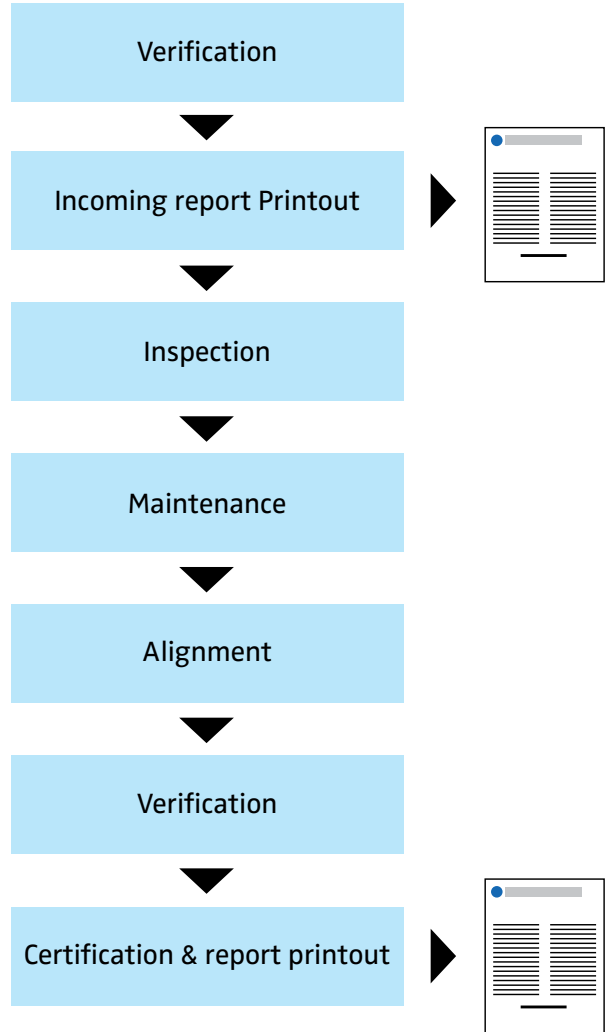 Verification
Incoming report Printout
Inspection
Maintenance
Alignment
Verification
Certification & report printout